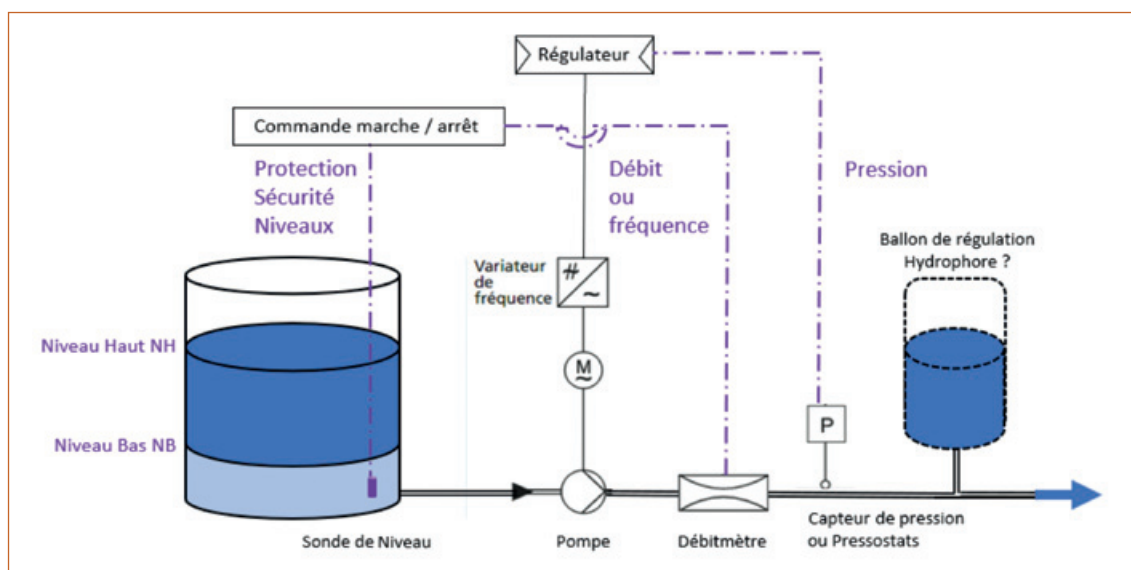 Régulateur
Commande marche / arrêt
Protection
Sécurité
Niveaux
Débit
ou
fréquence
Pression
Ballon de régulation
Hydrophore ?
Variateur
de
fréquence
#
~
Niveau Haut NH
M
~
Niveau Bas NB
P
Sonde de Niveau
Pompe
Débitmètre
Capteur de pression
ou Pressostats